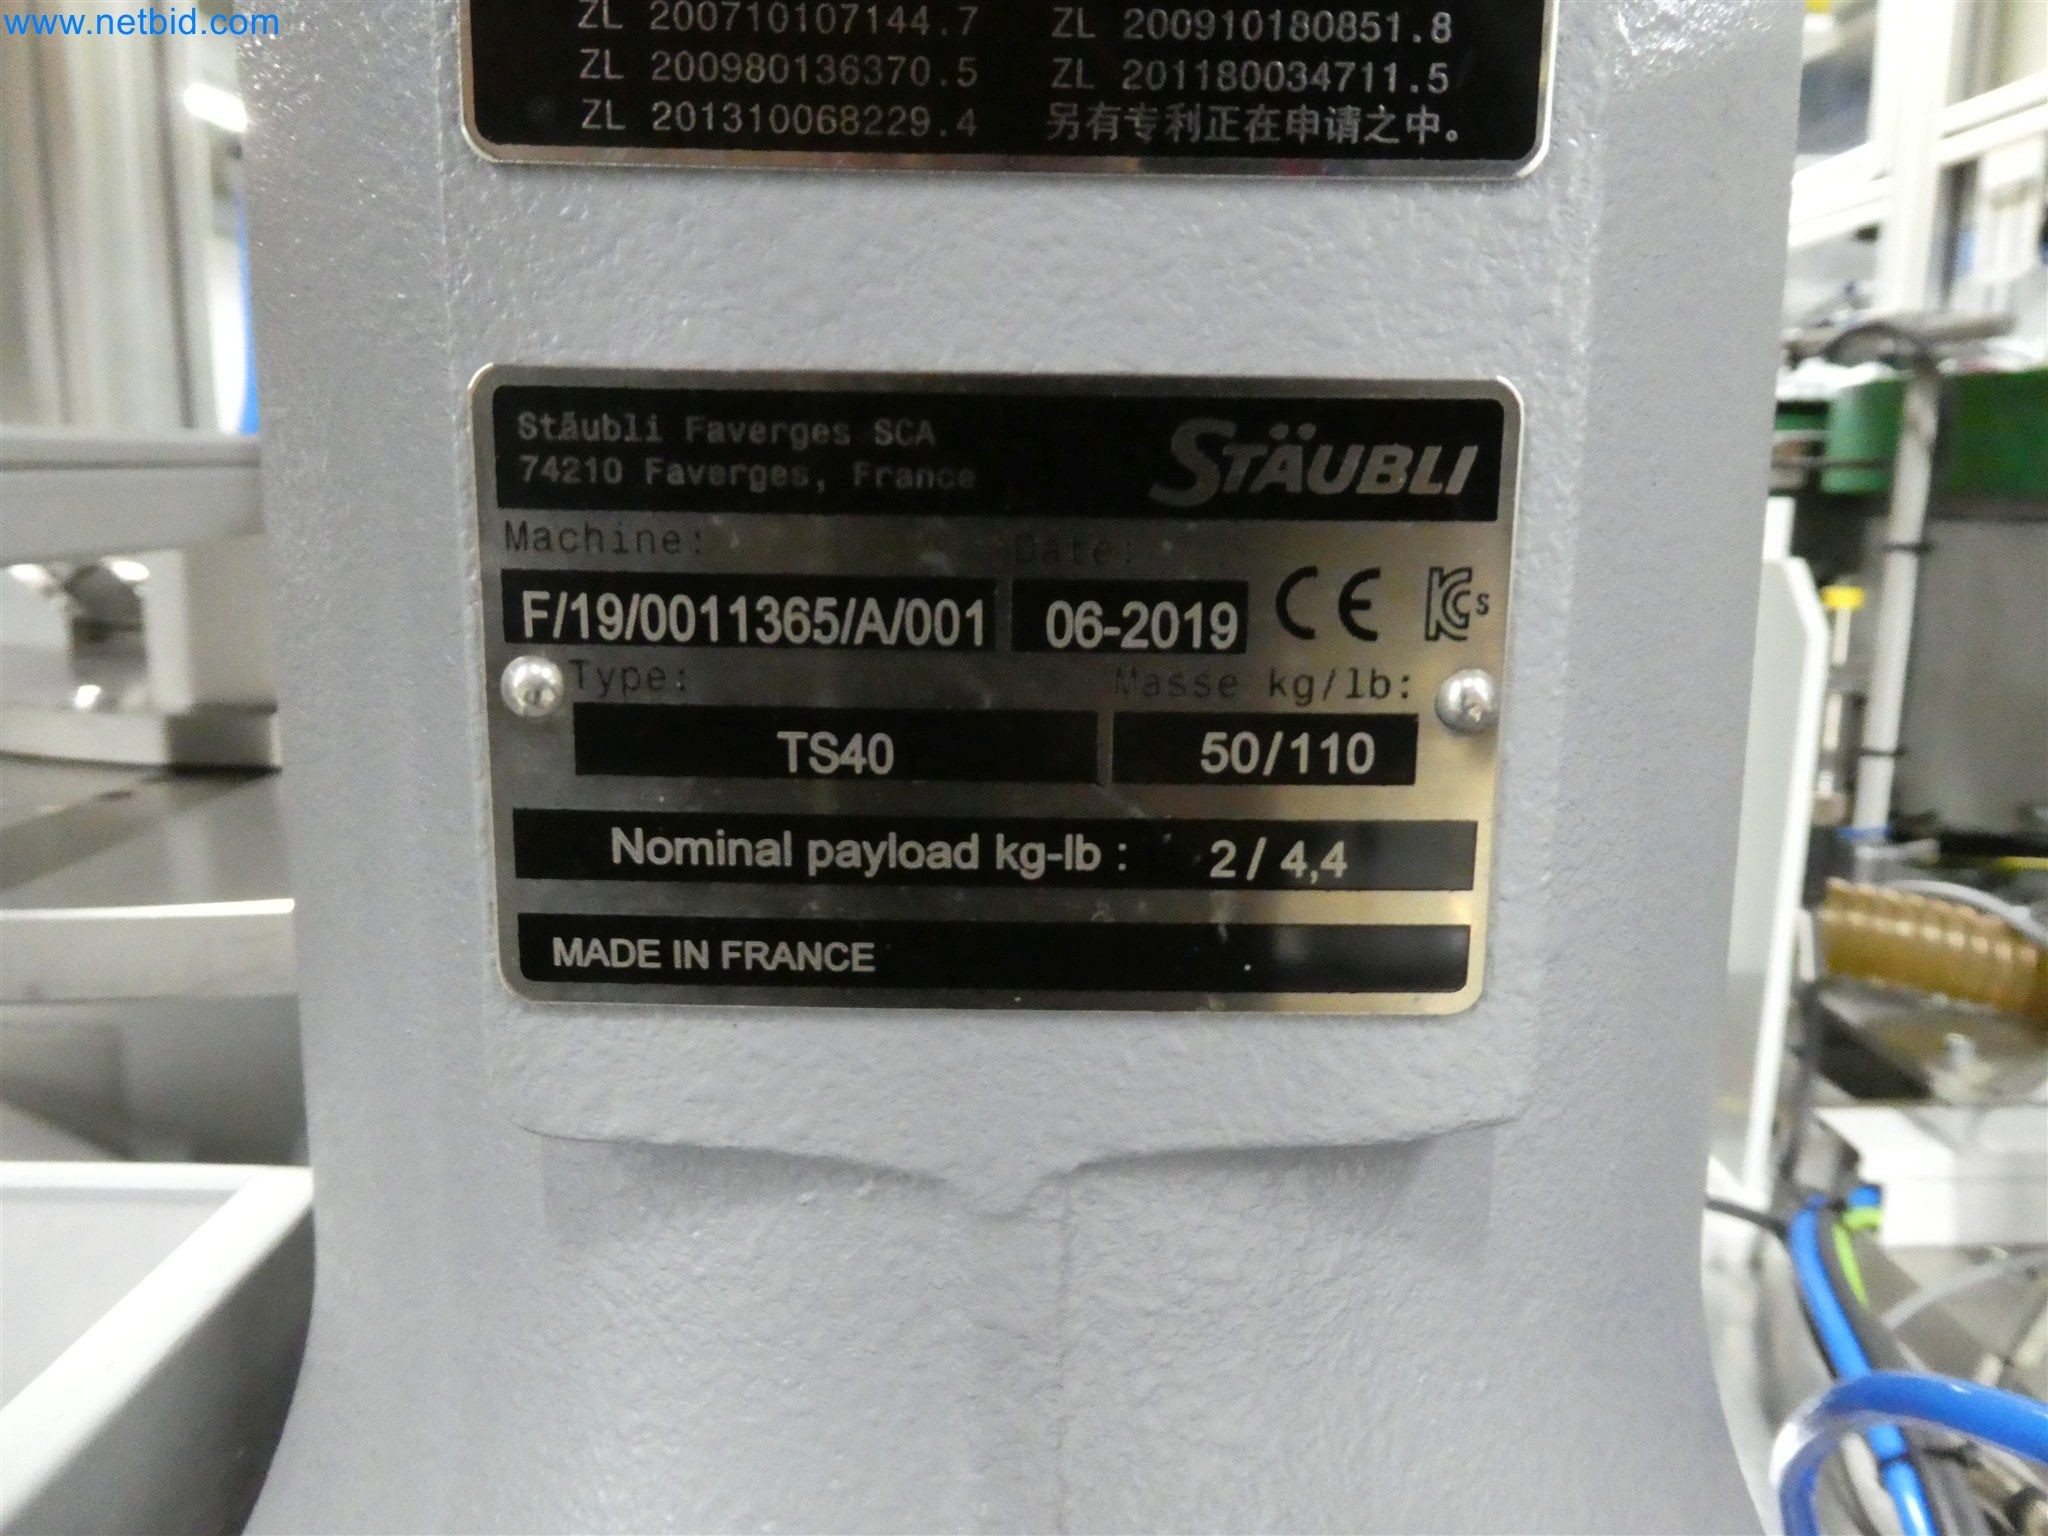 www.netbid.com
ZL 200710107144.7 ZL 200910180851.8
ZL 200980136370.5 ZL 201180034711.5
ZL 201310068229.4 另有专利正在申请之中。
Stäubli Faverges SCA
74210 Faverges, France
STÄUBLI
Machine: Date:
F/19/0011365/A/001 06-2019 CE KCs
Type: Masse kg/lb:
TS40 50/110
Nominal payload kg-lb : 2 / 4,4
MADE IN FRANCE